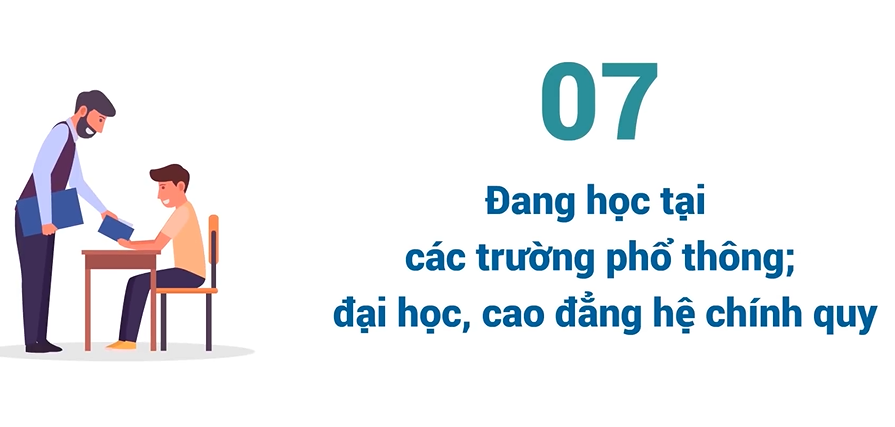 07
Đang học tại
các trường phổ thông;
đại học, cao đẳng hệ chính quy